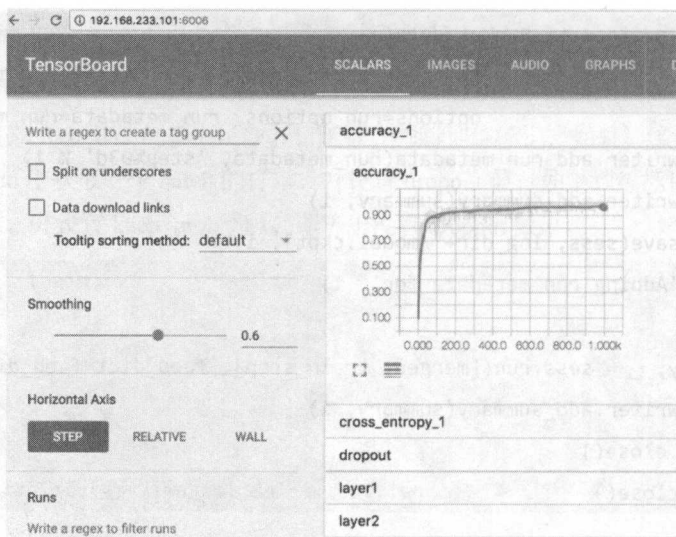 192.168.233.101:6006
TensorBoard
SCALARS IMAGES AUDIO GRAPHS
Write a regex to create a tag group
Split on underscores
Data download links
Tooltip sorting method: default
Smoothing
0.6
Horizontal Axis
STEP RELATIVE WALL
Runs
Write a regex to filter runs
accuracy_1
accuracy_1
0.900
0.700
0.500
0.300
0.100
0.000 200.0 400.0 600.0 800.0 1.000k
cross_entropy_1
dropout
layer1
layer2